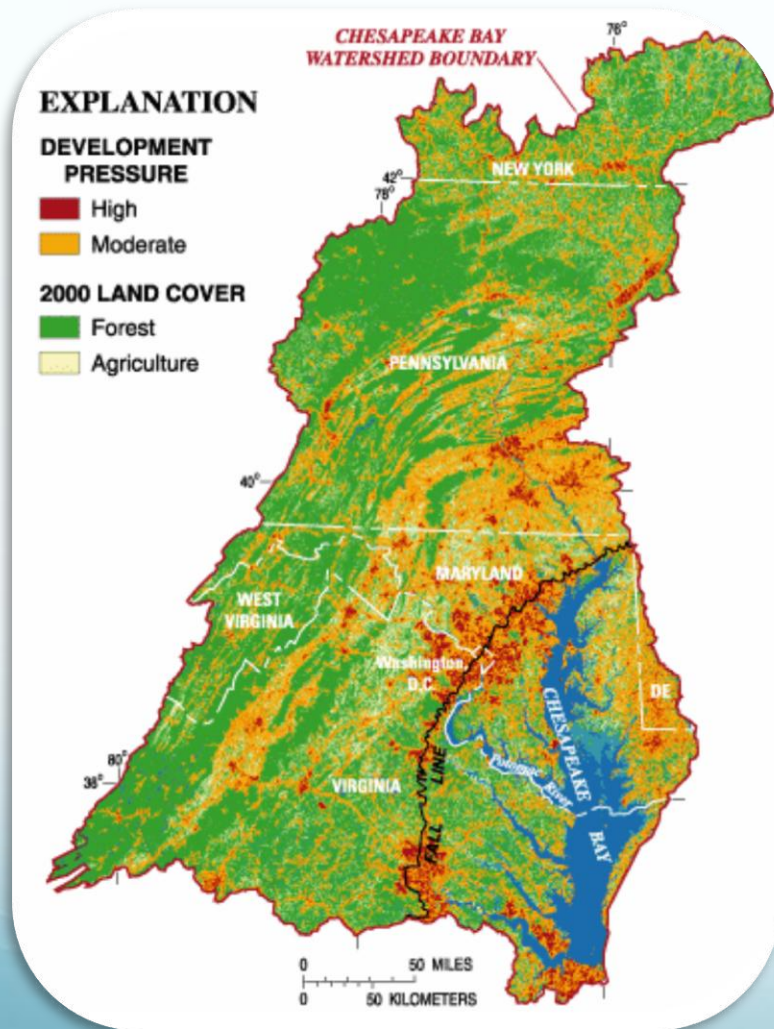 CHESAPEAKE BAY
WATERSHED BOUNDARY
76°
EXPLANATION
DEVELOPMENT
PRESSURE
High
Moderate
2000 LAND COVER
Forest
Agriculture
42°
78°
NEW YORK
PENNSYLVANIA
40°
MARYLAND
WEST
VIRGINIA
Washington,
D.C.
DE
CHESAPEAKE
BAY
Potomac
River
VIRGINIA
FALL LINE
80°
38°
0 50 MILES
0 50 KILOMETERS